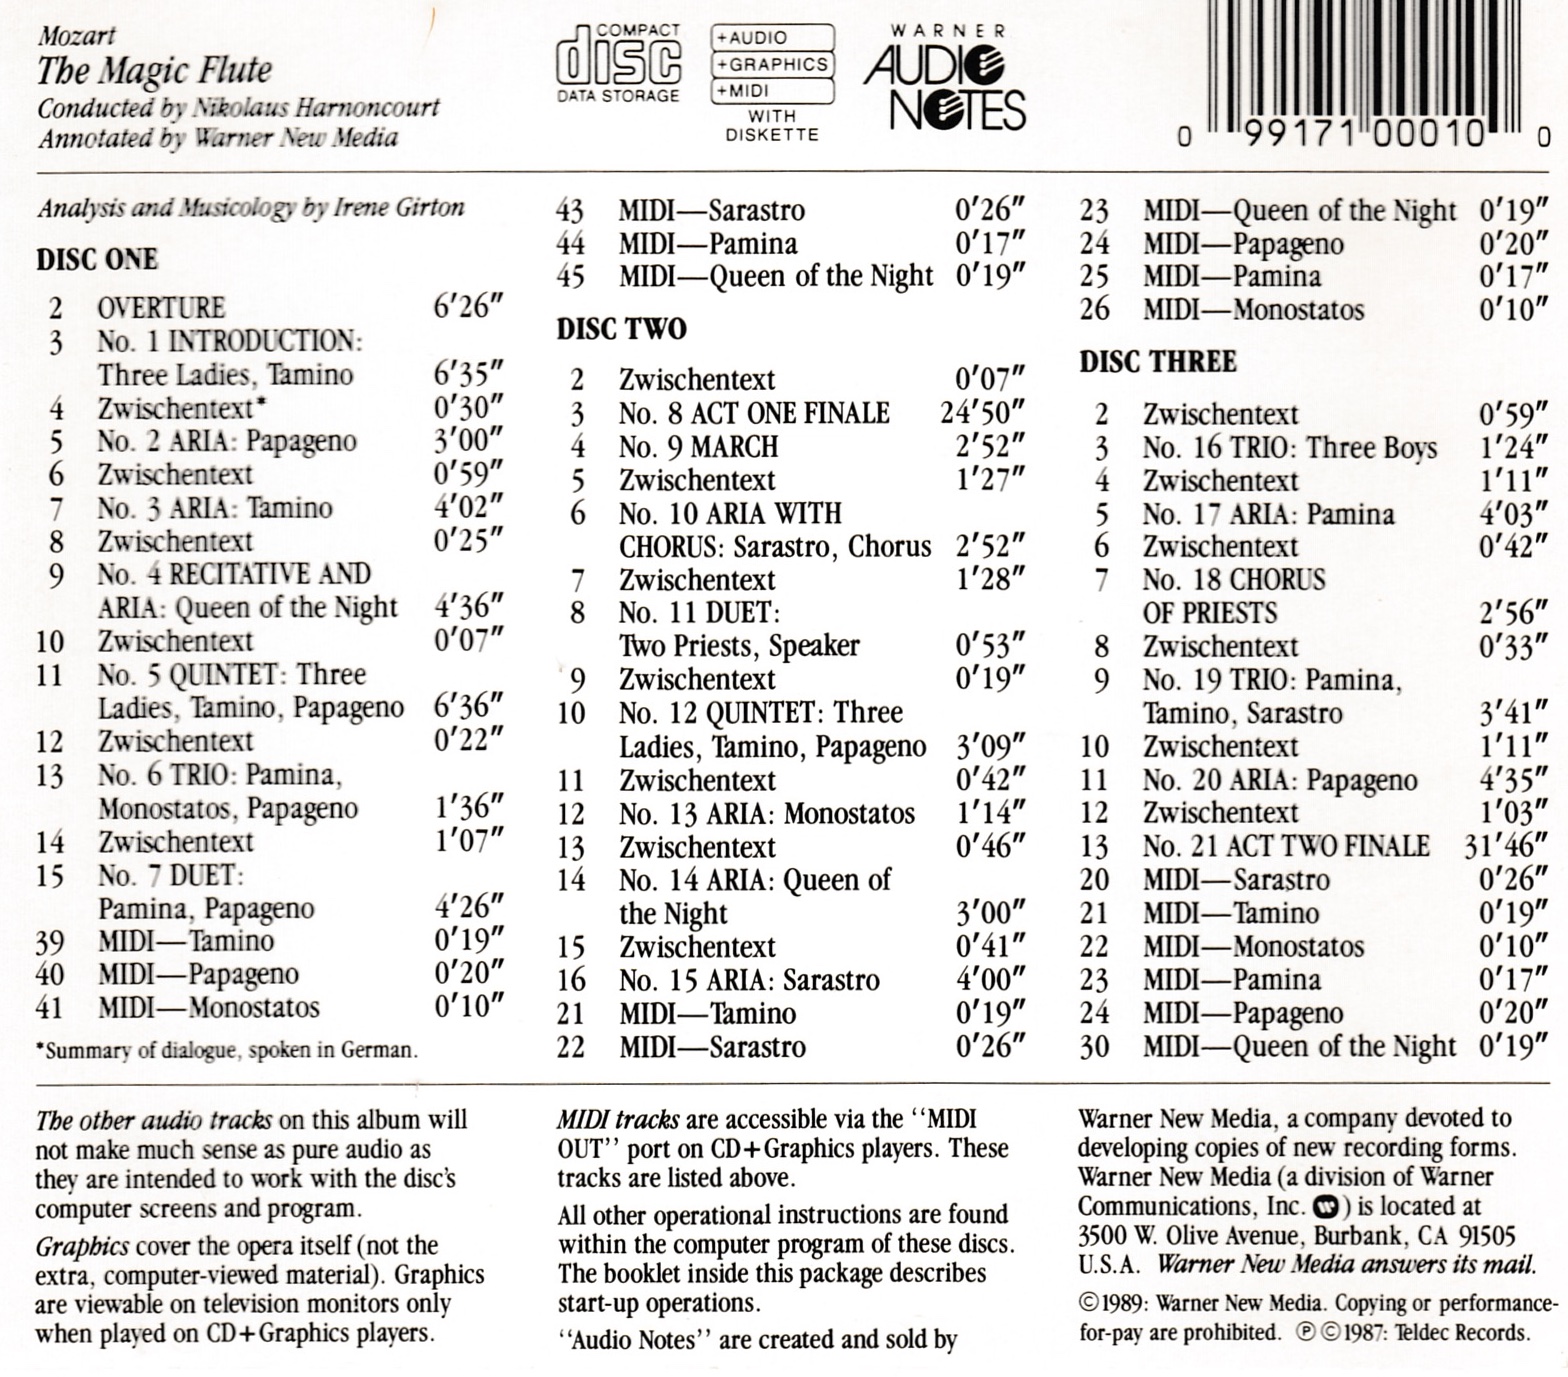 Mozart
The Magic Flute
Conducted by Nikolaus Harnoncourt
Annotated by Warner New Media
COMPACT
disc
DATA STORAGE
+AUDIO
+GRAPHICS
+MIDI
WITH
DISKETTE
WARNER
AUDIO
NOTES
0 99171 00010 0
Analysis and Musicology by Irene Girton
DISC ONE
2 OVERTURE 6'26"
3 No. 1 INTRODUCTION:
Three Ladies, Tamino 6'35"
4 Zwischentext* 0'30"
5 No. 2 ARIA: Papageno 3'00"
6 Zwischentext 0'59"
7 No. 3 ARIA: Tamino 4'02"
8 Zwischentext 0'25"
9 No. 4 RECITATIVE AND
ARIA: Queen of the Night 4'36"
10 Zwischentext 0'07"
11 No. 5 QUINTET: Three
Ladies, Tamino, Papageno 6'36"
12 Zwischentext 0'22"
13 No. 6 TRIO: Pamina,
Monostatos, Papageno 1'36"
14 Zwischentext 1'07"
15 No. 7 DUET:
Pamina, Papageno 4'26"
39 MIDI—Tamino 0'19"
40 MIDI—Papageno 0'20"
41 MIDI—Monostatos 0'10"
*Summary of dialogue, spoken in German.
43 MIDI—Sarastro 0'26"
44 MIDI—Pamina 0'17"
45 MIDI—Queen of the Night 0'19"
DISC TWO
2 Zwischentext 0'07"
3 No. 8 ACT ONE FINALE 24'50"
4 No. 9 MARCH 2'52"
5 Zwischentext 1'27"
6 No. 10 ARIA WITH
CHORUS: Sarastro, Chorus 2'52"
7 Zwischentext 1'28"
8 No. 11 DUET:
Two Priests, Speaker 0'53"
9 Zwischentext 0'19"
10 No. 12 QUINTET: Three
Ladies, Tamino, Papageno 3'09"
11 Zwischentext 0'42"
12 No. 13 ARIA: Monostatos 1'14"
13 Zwischentext 0'46"
14 No. 14 ARIA: Queen of
the Night 3'00"
15 Zwischentext 0'41"
16 No. 15 ARIA: Sarastro 4'00"
21 MIDI—Tamino 0'19"
22 MIDI—Sarastro 0'26"
23 MIDI—Queen of the Night 0'19"
24 MIDI—Papageno 0'20"
25 MIDI—Pamina 0'17"
26 MIDI—Monostatos 0'10"
DISC THREE
2 Zwischentext 0'59"
3 No. 16 TRIO: Three Boys 1'24"
4 Zwischentext 1'11"
5 No. 17 ARIA: Pamina 4'03"
6 Zwischentext 0'42"
7 No. 18 CHORUS
OF PRIESTS 2'56"
8 Zwischentext 0'33"
9 No. 19 TRIO: Pamina,
Tamino, Sarastro 3'41"
10 Zwischentext 1'11"
11 No. 20 ARIA: Papageno 4'35"
12 Zwischentext 1'03"
13 No. 21 ACT TWO FINALE 31'46"
20 MIDI—Sarastro 0'26"
21 MIDI—Tamino 0'19"
22 MIDI—Monostatos 0'10"
23 MIDI—Pamina 0'17"
24 MIDI—Papageno 0'20"
30 MIDI—Queen of the Night 0'19"
The other audio tracks on this album will
not make much sense as pure audio as
they are intended to work with the disc's
computer screens and program.
Graphics cover the opera itself (not the
extra, computer-viewed material). Graphics
are viewable on television monitors only
when played on CD+Graphics players.
MIDI tracks are accessible via the "MIDI
OUT" port on CD+Graphics players. These
tracks are listed above.
All other operational instructions are found
within the computer program of these discs.
The booklet inside this package describes
start-up operations.
"Audio Notes" are created and sold by
Warner New Media, a company devoted to
developing copies of new recording forms.
Warner New Media (a division of Warner
Communications, Inc. ) is located at
3500 W. Olive Avenue, Burbank, CA 91505
U.S.A. Warner New Media answers its mail.
©1989: Warner New Media. Copying or performance-
for-pay are prohibited. ℗©1987: Teldec Records.